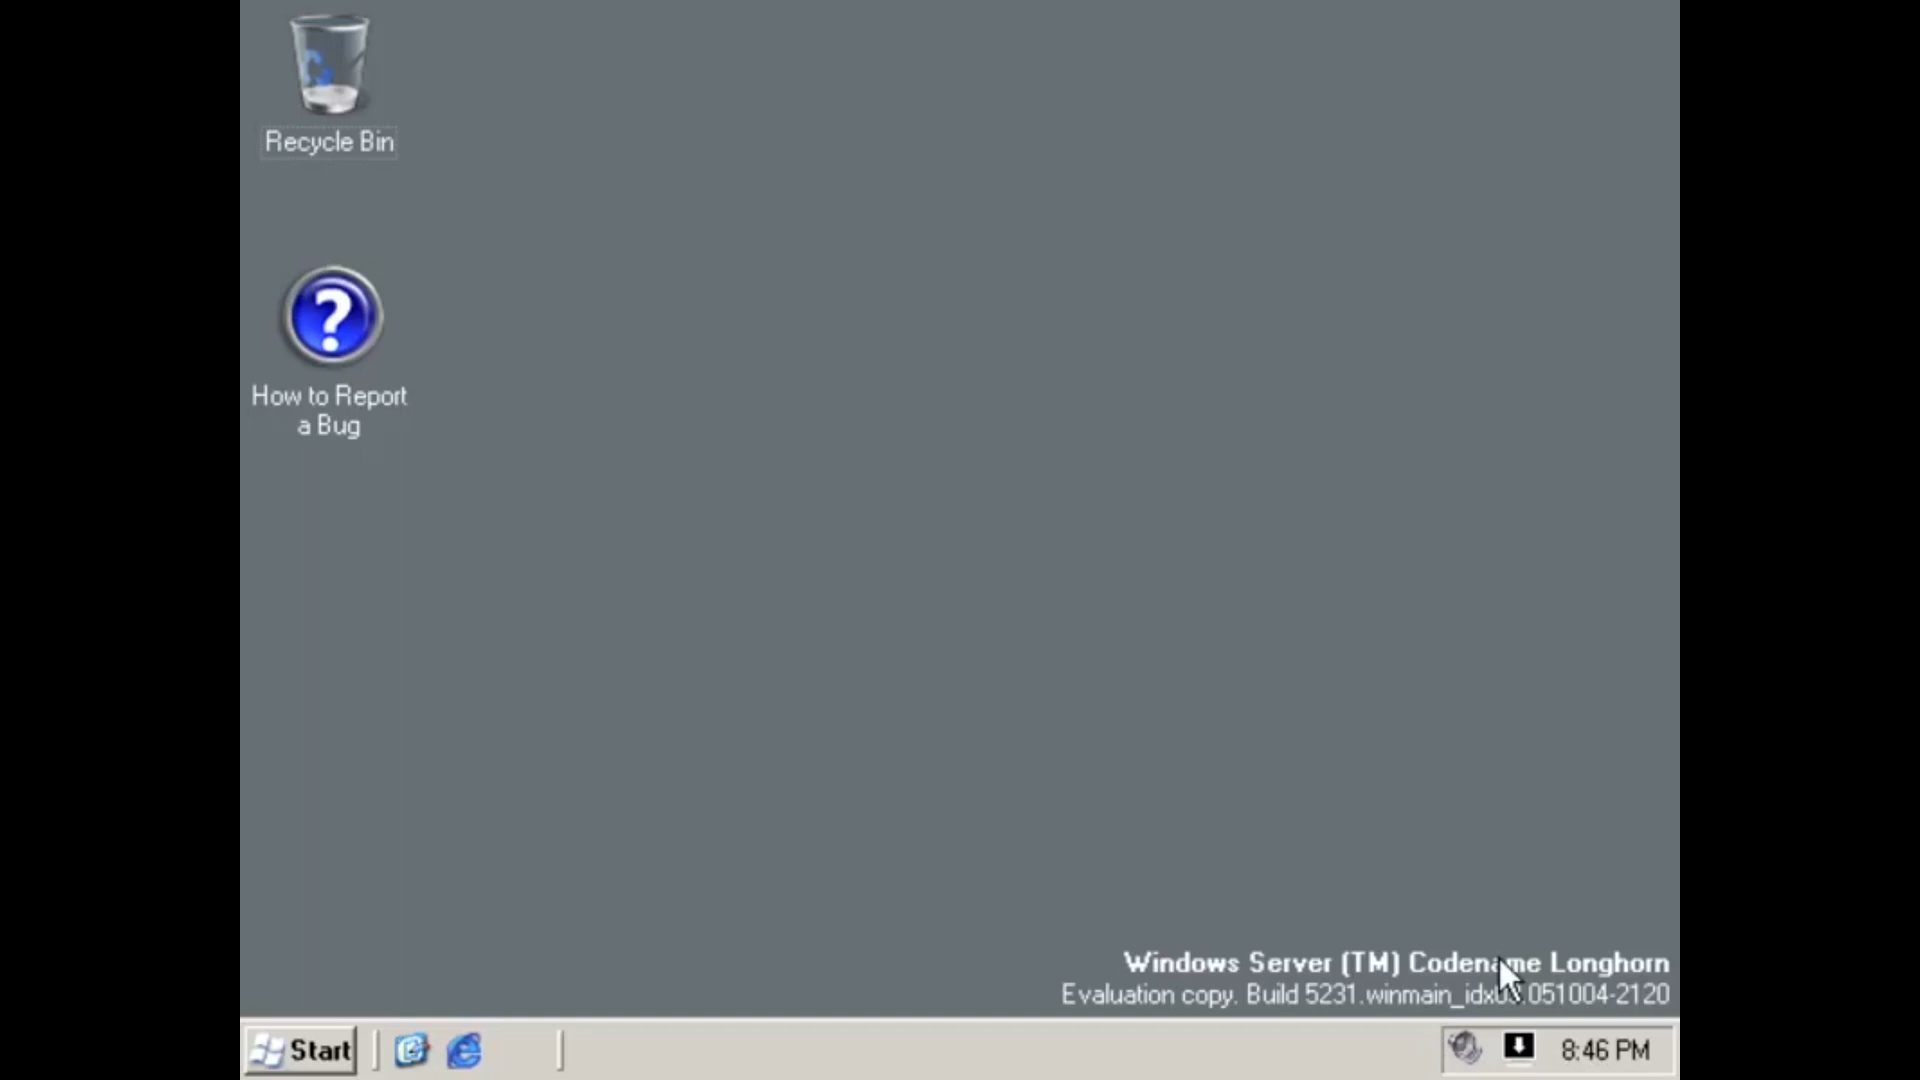 Recycle Bin
How to Report
a Bug
Windows Server (TM) Codename Longhorn
Evaluation copy. Build 5231.winmain_idx03.051004-2120
Start
8:46 PM